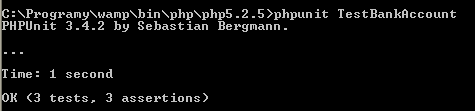 C:\Programy\wamp\bin\php\php5.2.5>phpunit TestBankAccount
PHPUnit 3.4.2 by Sebastian Bergmann.
...
Time: 1 second
OK (3 tests, 3 assertions)